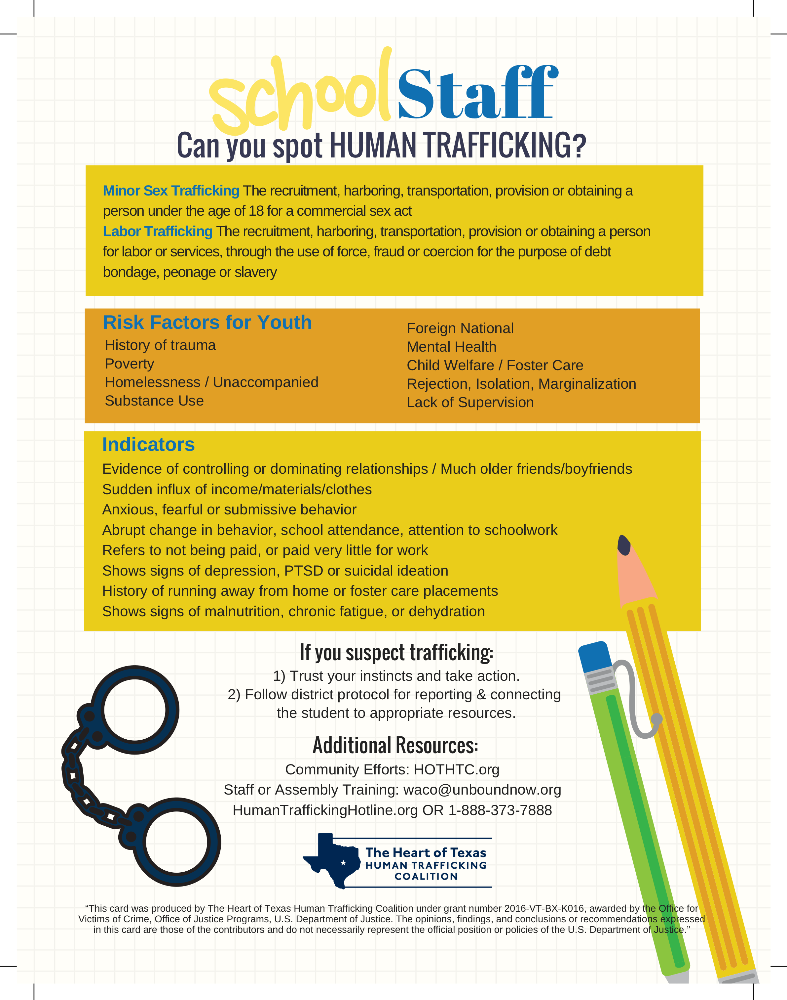 school Staff
Can you spot HUMAN TRAFFICKING?
Minor Sex Trafficking The recruitment, harboring, transportation, provision or obtaining a
person under the age of 18 for a commercial sex act
Labor Trafficking The recruitment, harboring, transportation, provision or obtaining a person
for labor or services, through the use of force, fraud or coercion for the purpose of debt
bondage, peonage or slavery
Risk Factors for Youth
History of trauma
Poverty
Homelessness / Unaccompanied
Substance Use
Foreign National
Mental Health
Child Welfare / Foster Care
Rejection, Isolation, Marginalization
Lack of Supervision
Indicators
Evidence of controlling or dominating relationships / Much older friends/boyfriends
Sudden influx of income/materials/clothes
Anxious, fearful or submissive behavior
Abrupt change in behavior, school attendance, attention to schoolwork
Refers to not being paid, or paid very little for work
Shows signs of depression, PTSD or suicidal ideation
History of running away from home or foster care placements
Shows signs of malnutrition, chronic fatigue, or dehydration
If you suspect trafficking:
1) Trust your instincts and take action.
2) Follow district protocol for reporting & connecting
the student to appropriate resources.
Additional Resources:
Community Efforts: HOTHTC.org
Staff or Assembly Training: waco@unboundnow.org
HumanTraffickingHotline.org OR 1-888-373-7888
The Heart of Texas
HUMAN TRAFFICKING
COALITION
“This card was produced by The Heart of Texas Human Trafficking Coalition under grant number 2016-VT-BX-K016, awarded by the Office for
Victims of Crime, Office of Justice Programs, U.S. Department of Justice. The opinions, findings, and conclusions or recommendations expressed
in this card are those of the contributors and do not necessarily represent the official position or policies of the U.S. Department of Justice.”